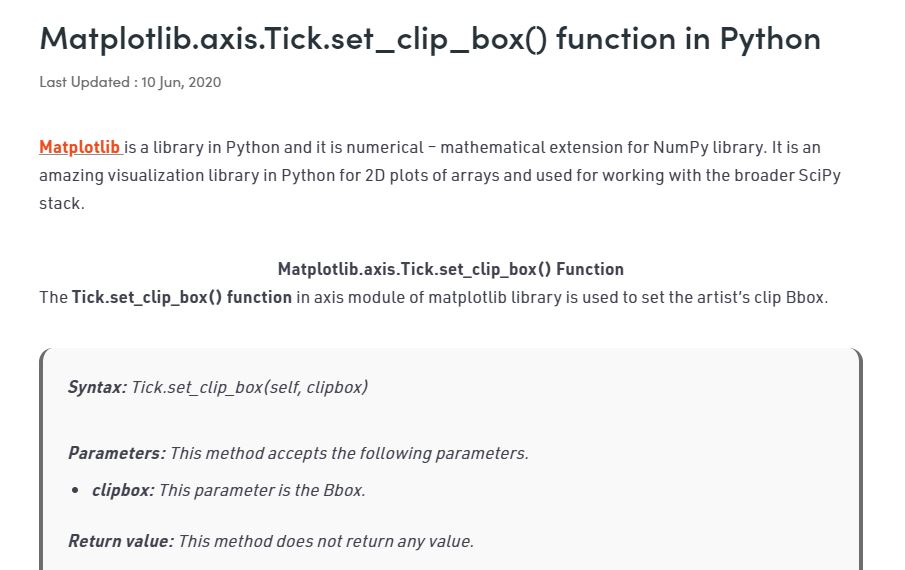 Matplotlib.axis.Tick.set_clip_box() function in Python
Last Updated : 10 Jun, 2020
Matplotlib is a library in Python and it is numerical – mathematical extension for NumPy library. It is an
amazing visualization library in Python for 2D plots of arrays and used for working with the broader SciPy
stack.
Matplotlib.axis.Tick.set_clip_box() Function
The Tick.set_clip_box() function in axis module of matplotlib library is used to set the artist’s clip Bbox.
Syntax: Tick.set_clip_box(self, clipbox)
Parameters: This method accepts the following parameters.
• clipbox: This parameter is the Bbox.
Return value: This method does not return any value.